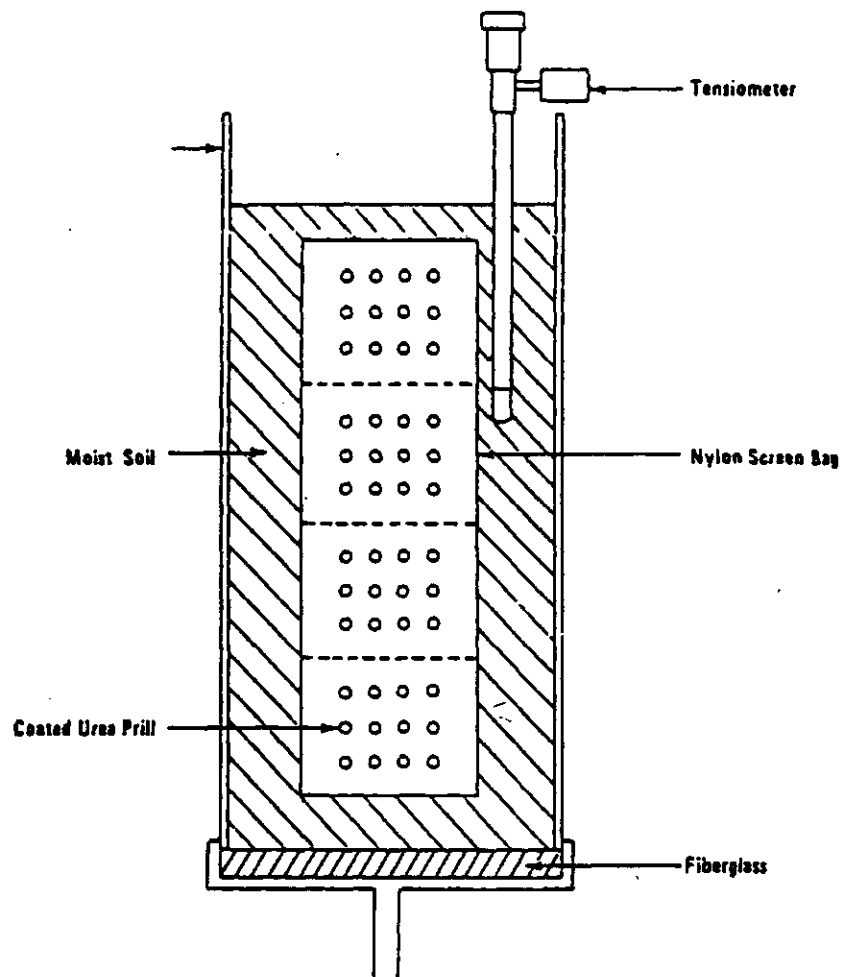 Tensiometer
Moist Soil
Nylon Screen Bag
Coated Urea Prill
Fiberglass